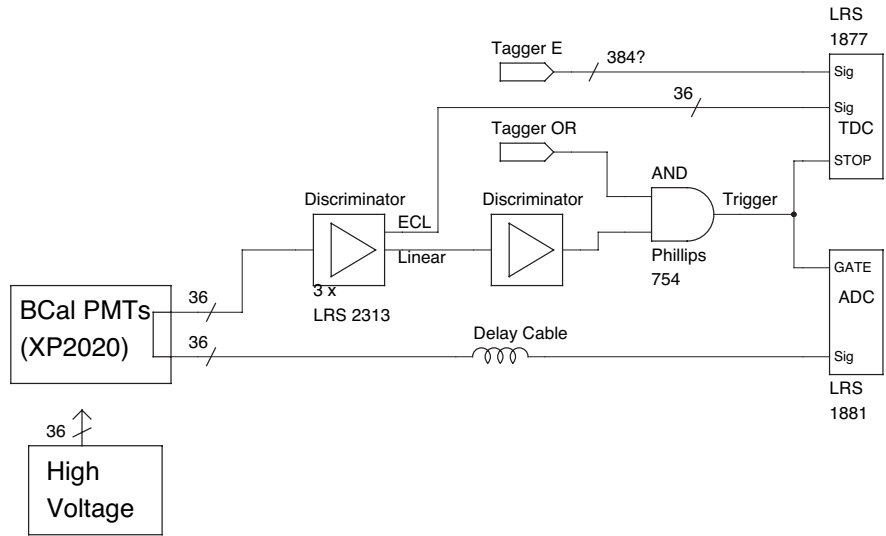 LRS
1877
Tagger E
384?
Sig
36
Sig
TDC
Tagger OR
STOP
AND
Trigger
Discriminator
Discriminator
ECL
Linear
Phillips
754
GATE
ADC
3 x
LRS 2313
BCal PMTs
(XP2020)
36
36
Delay Cable
Sig
LRS
1881
36
High
Voltage